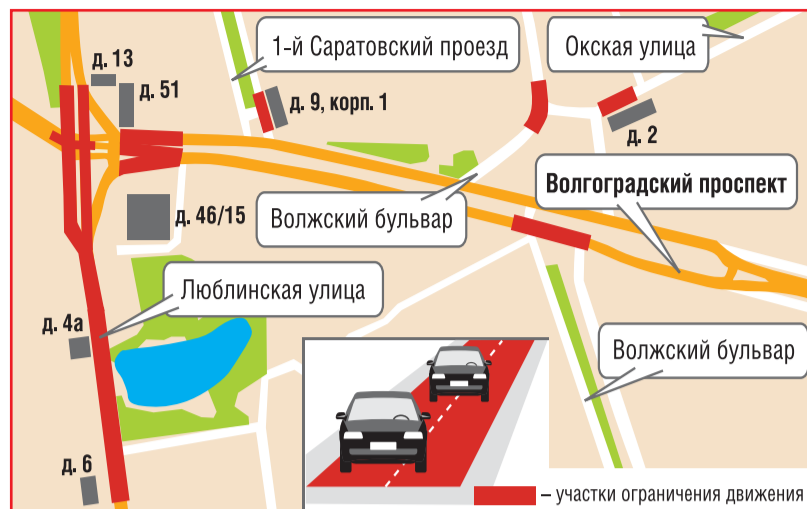 1-й Саратовский проезд
Окская улица
д. 13
д. 51
д. 9, корп. 1
д. 2
Волгоградский проспект
д. 46/15
Волжский бульвар
Люблинская улица
д. 4а
Волжский бульвар
д. 6
– участки ограничения движения